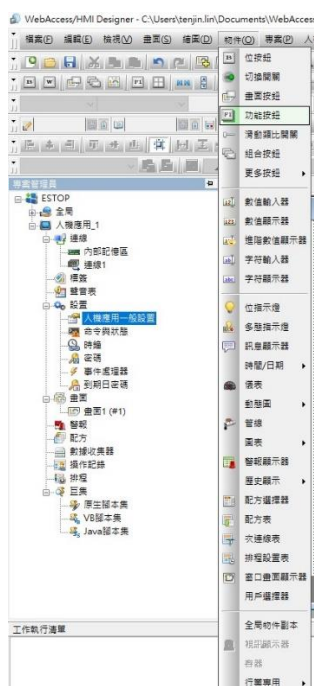 WebAccess/HMI Designer - C:\Users\tenjin.lin\Documents\WebAccess
檔案(F) 編輯(E) 檢視(V) 畫面(S) 繪圖(D) 物件(O) 專案(P)
專案管理員
ESTOP
全局
人機應用_1
連線
內部記憶區
連線1
標籤
聲音表
設置
人機應用一般設置
命令與狀態
時鐘
密碼
事件處理器
到期日密碼
畫面
畫面1 (#1)
警報
配方
數據收集器
操作記錄
排程
巨集
原生腳本集
VB腳本集
Java腳本集
工作執行清單
位按鈕
切換開關
畫面按鈕
功能按鈕
滑動類比開關
組合按鈕
更多按鈕
數值輸入器
數值顯示器
進階數值顯示器
字符輸入器
字符顯示器
位指示燈
多態指示燈
訊息顯示器
時間/日期
儀表
動態圖
管線
圖表
警報顯示器
歷史顯示
配方選擇器
配方表
次連線表
排程設置表
窗口畫面顯示器
用戶選擇器
全局物件副本
視訊顯示器
容器
行業專用